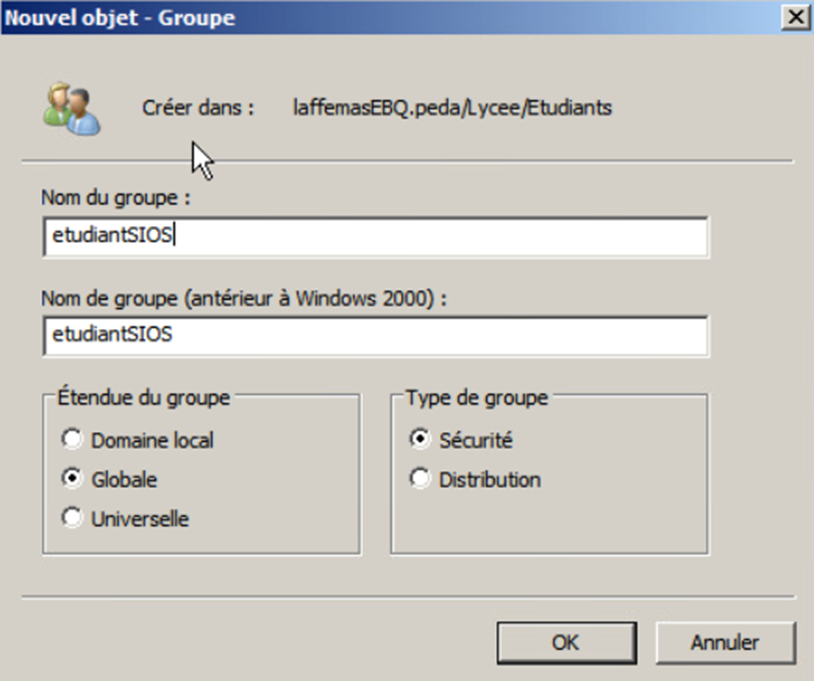 Nouvel objet - Groupe
Créer dans : laffemasEBQ.peda/Lycee/Etudiants
Nom du groupe :
etudiantSIOS
Nom de groupe (antérieur à Windows 2000) :
etudiantSIOS
Étendue du groupe
Domaine local
Globale
Universelle
Type de groupe
Sécurité
Distribution
OK
Annuler